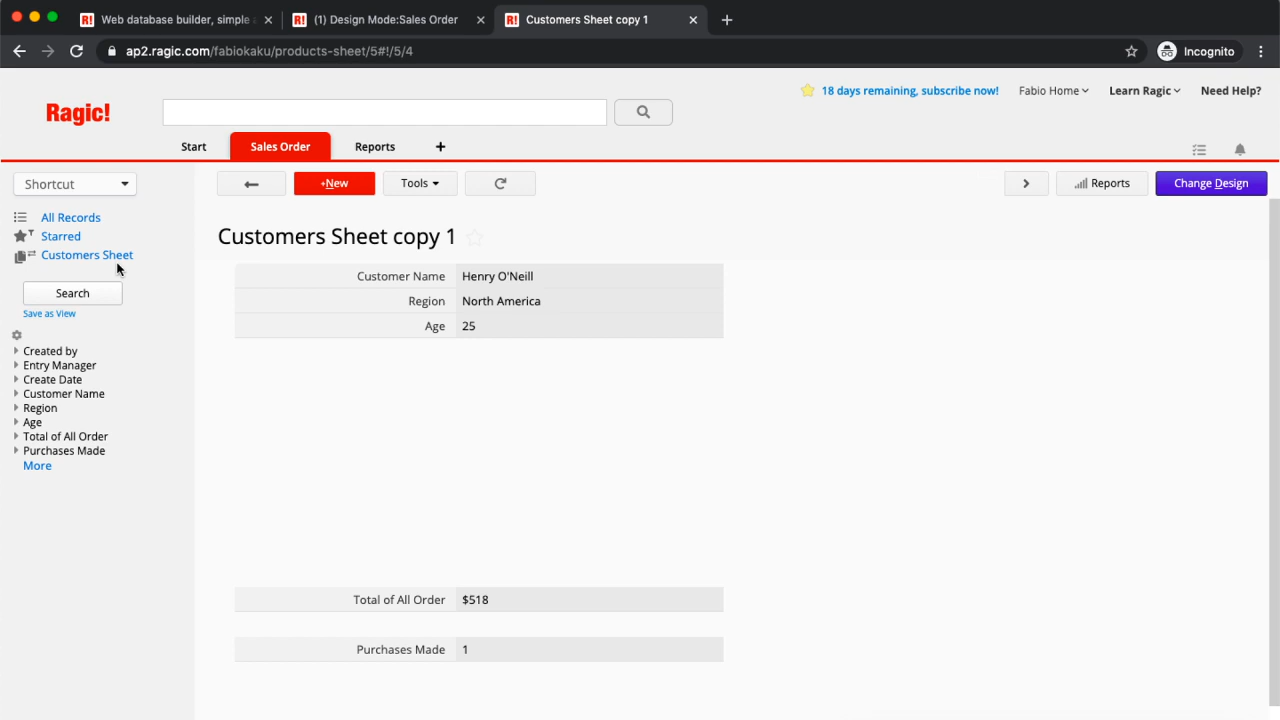 R! Web database builder, simple a
R! (1) Design Mode:Sales Order
R! Customers Sheet copy 1
ap2.ragic.com/fabiokaku/products-sheet/5#!/5/4
Incognito
Ragic!
18 days remaining, subscribe now!
Fabio Home
Learn Ragic
Need Help?
Start
Sales Order
Reports
Shortcut
+New
Tools
Reports
Change Design
All Records
Starred
Customers Sheet
Search
Save as View
Created by
Entry Manager
Create Date
Customer Name
Region
Age
Total of All Order
Purchases Made
More
Customers Sheet copy 1
Customer Name Henry O'Neill
Region North America
Age 25
Total of All Order $518
Purchases Made 1